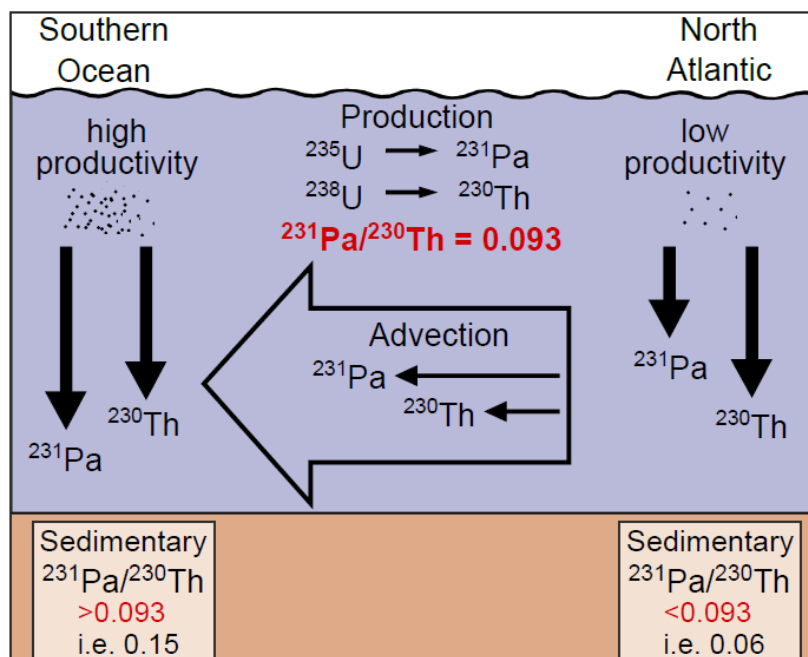 Southern
Ocean
North
Atlantic
high
productivity
Production
²³⁵U → ²³¹Pa
²³⁸U → ²³⁰Th
²³¹Pa/²³⁰Th = 0.093
low
productivity
Advection
²³¹Pa
²³⁰Th
²³¹Pa
²³⁰Th
²³⁰Th
²³¹Pa
Sedimentary
²³¹Pa/²³⁰Th
>0.093
i.e. 0.15
Sedimentary
²³¹Pa/²³⁰Th
<0.093
i.e. 0.06